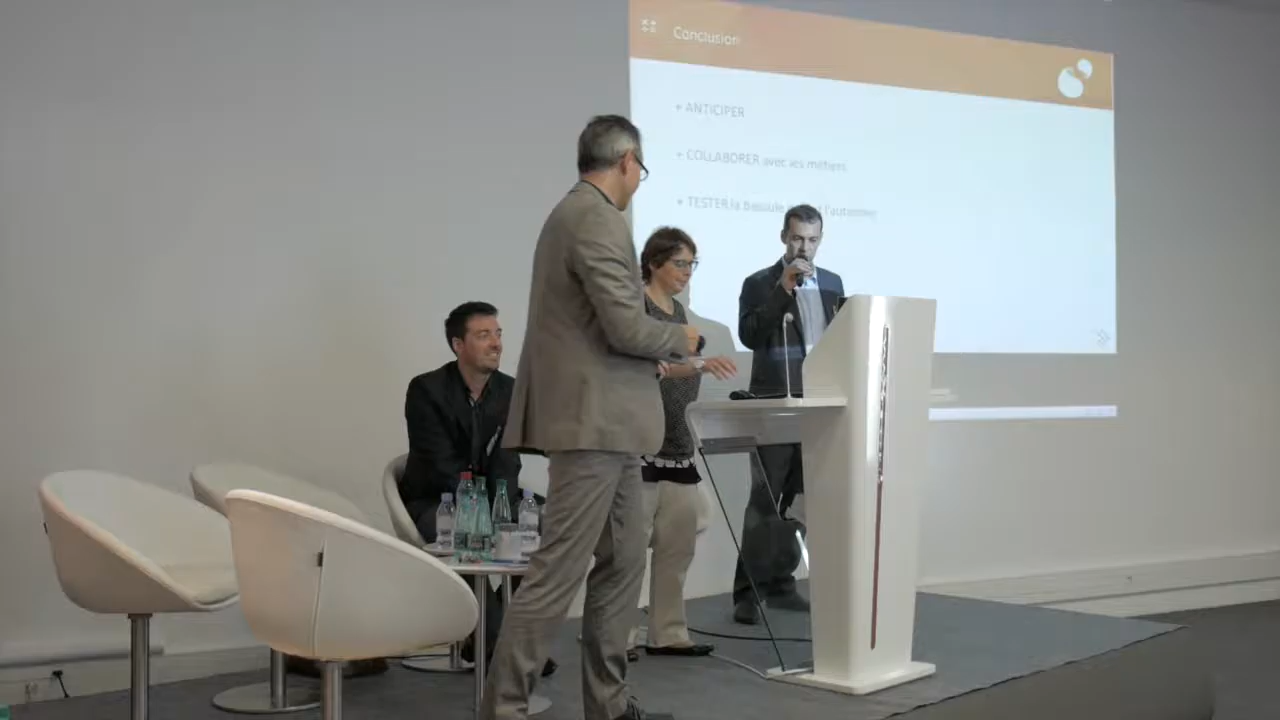 Conclusion
+ ANTICIPER
+ COLLABORER avec les métiers
+ TESTER la bascule l'automne